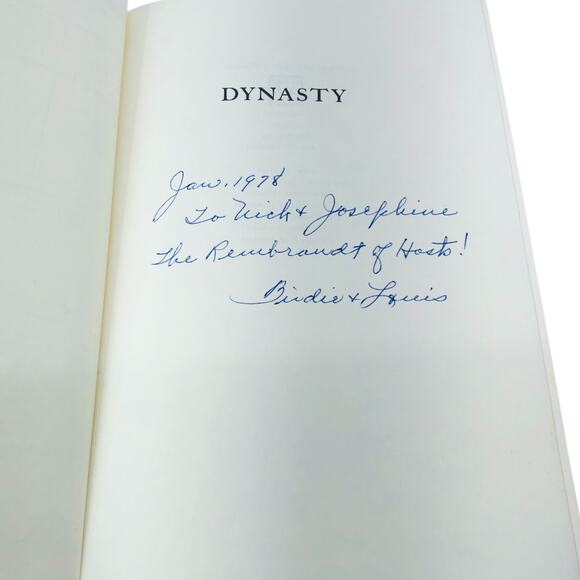 DYNASTY
Jan. 1978
To Nick & Josephine
The Rembrandt of Hosts!
Birdie & Louis